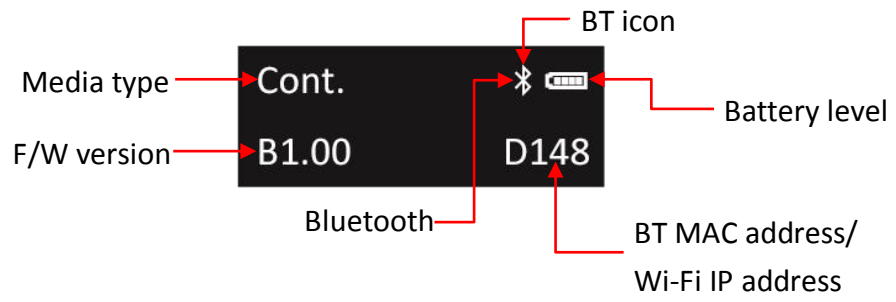 BT icon
Media type
Cont.
Battery level
F/W version
B1.00
D148
Bluetooth
BT MAC address/
Wi-Fi IP address